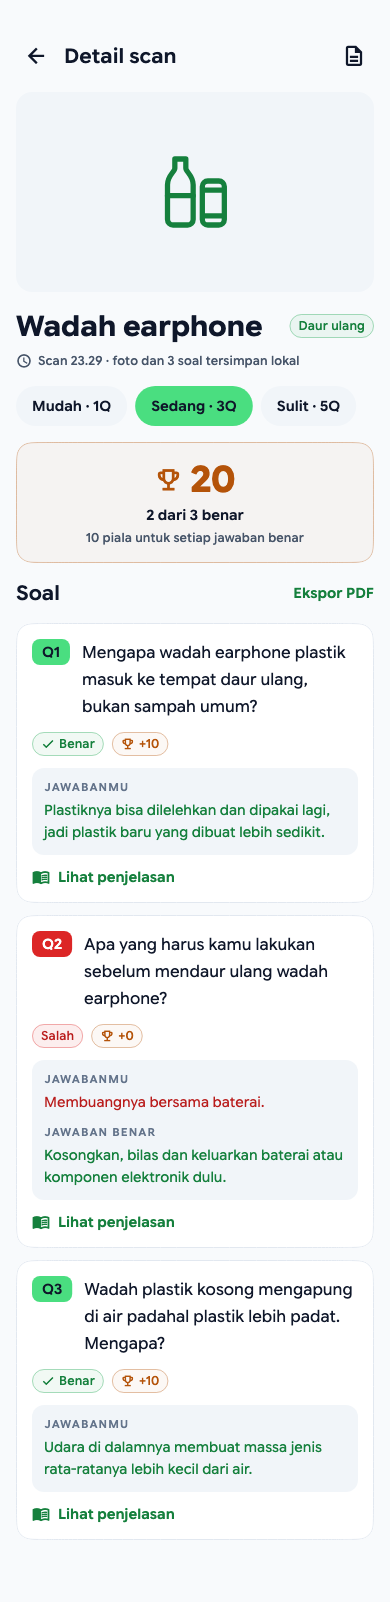 Detail scan
Wadah earphone
Daur ulang
Scan 23.29 · foto dan 3 soal tersimpan lokal
Mudah · 1Q
Sedang · 3Q
Sulit · 5Q
20
2 dari 3 benar
10 piala untuk setiap jawaban benar
Soal
Ekspor PDF
Q1
Mengapa wadah earphone plastik
masuk ke tempat daur ulang,
bukan sampah umum?
Benar
+10
JAWABANMU
Plastiknya bisa dilelehkan dan dipakai lagi,
jadi plastik baru yang dibuat lebih sedikit.
Lihat penjelasan
Q2
Apa yang harus kamu lakukan
sebelum mendaur ulang wadah
earphone?
Salah
+0
JAWABANMU
Membuangnya bersama baterai.
JAWABAN BENAR
Kosongkan, bilas dan keluarkan baterai atau
komponen elektronik dulu.
Lihat penjelasan
Q3
Wadah plastik kosong mengapung
di air padahal plastik lebih padat.
Mengapa?
Benar
+10
JAWABANMU
Udara di dalamnya membuat massa jenis
rata-ratanya lebih kecil dari air.
Lihat penjelasan